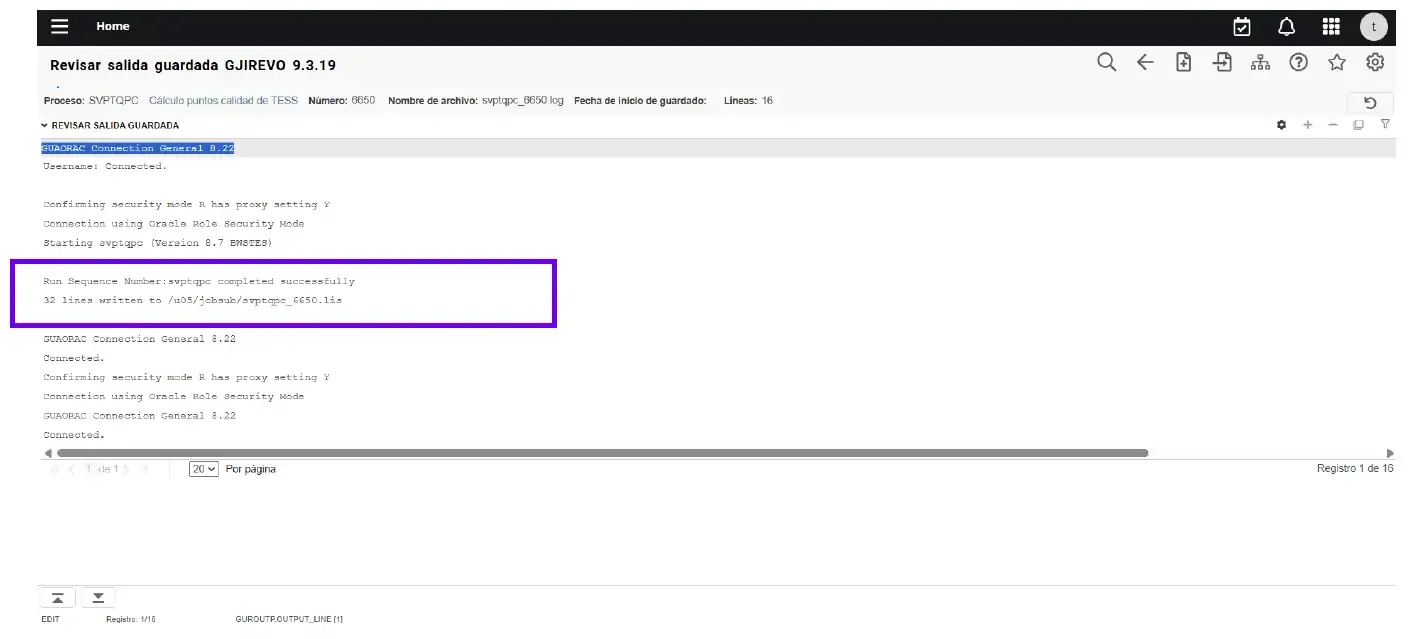 Home
t
Revisar salida guardada GJIREVO 9.3.19
Proceso: SVPTQPC Cálculo puntos calidad de TESS Número: 6650 Nombre de archivo: svptqpc_6650.log Fecha de inicio de guardado: Líneas: 16
REVISAR SALIDA GUARDADA
GUAORAC Connection General 8.22
Username: Connected.
Confirming security mode R has proxy setting Y
Connection using Oracle Role Security Mode
Starting svptqpc (Version 8.7 BWSTES)
Run Sequence Number:svptqpc completed successfully
32 lines written to /u05/jobsub/svptqpc_6650.lis
GUAORAC Connection General 8.22
Connected.
Confirming security mode R has proxy setting Y
Connection using Oracle Role Security Mode
GUAORAC Connection General 8.22
Connected.
1 de 1 20 Por página Registro 1 de 16
EDIT Registro: 1/16 GUROUTP.OUTPUT_LINE [1]